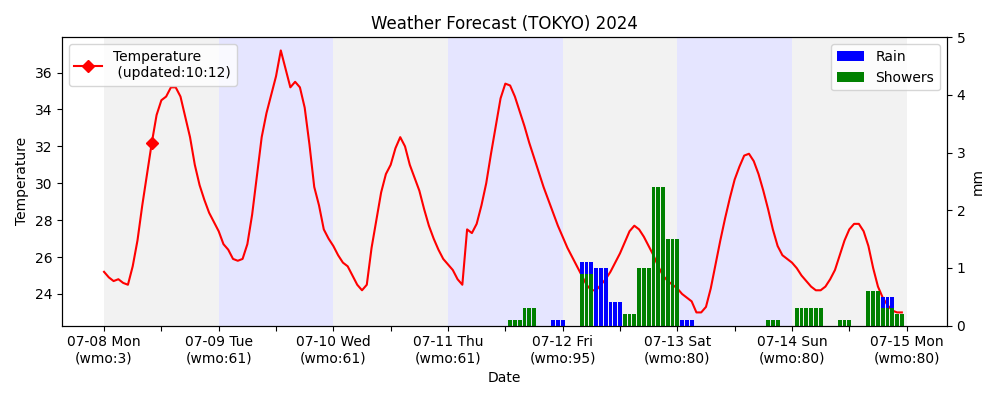 Weather Forecast (TOKYO) 2024
Temperature
(updated:10:12)
Rain
Showers
Temperature
36
34
32
30
28
26
24
5
4
3
2
1
0
mm
07-08 Mon
(wmo:3)
07-09 Tue
(wmo:61)
07-10 Wed
(wmo:61)
07-11 Thu
(wmo:61)
07-12 Fri
(wmo:95)
07-13 Sat
(wmo:80)
07-14 Sun
(wmo:80)
07-15 Mon
(wmo:80)
Date